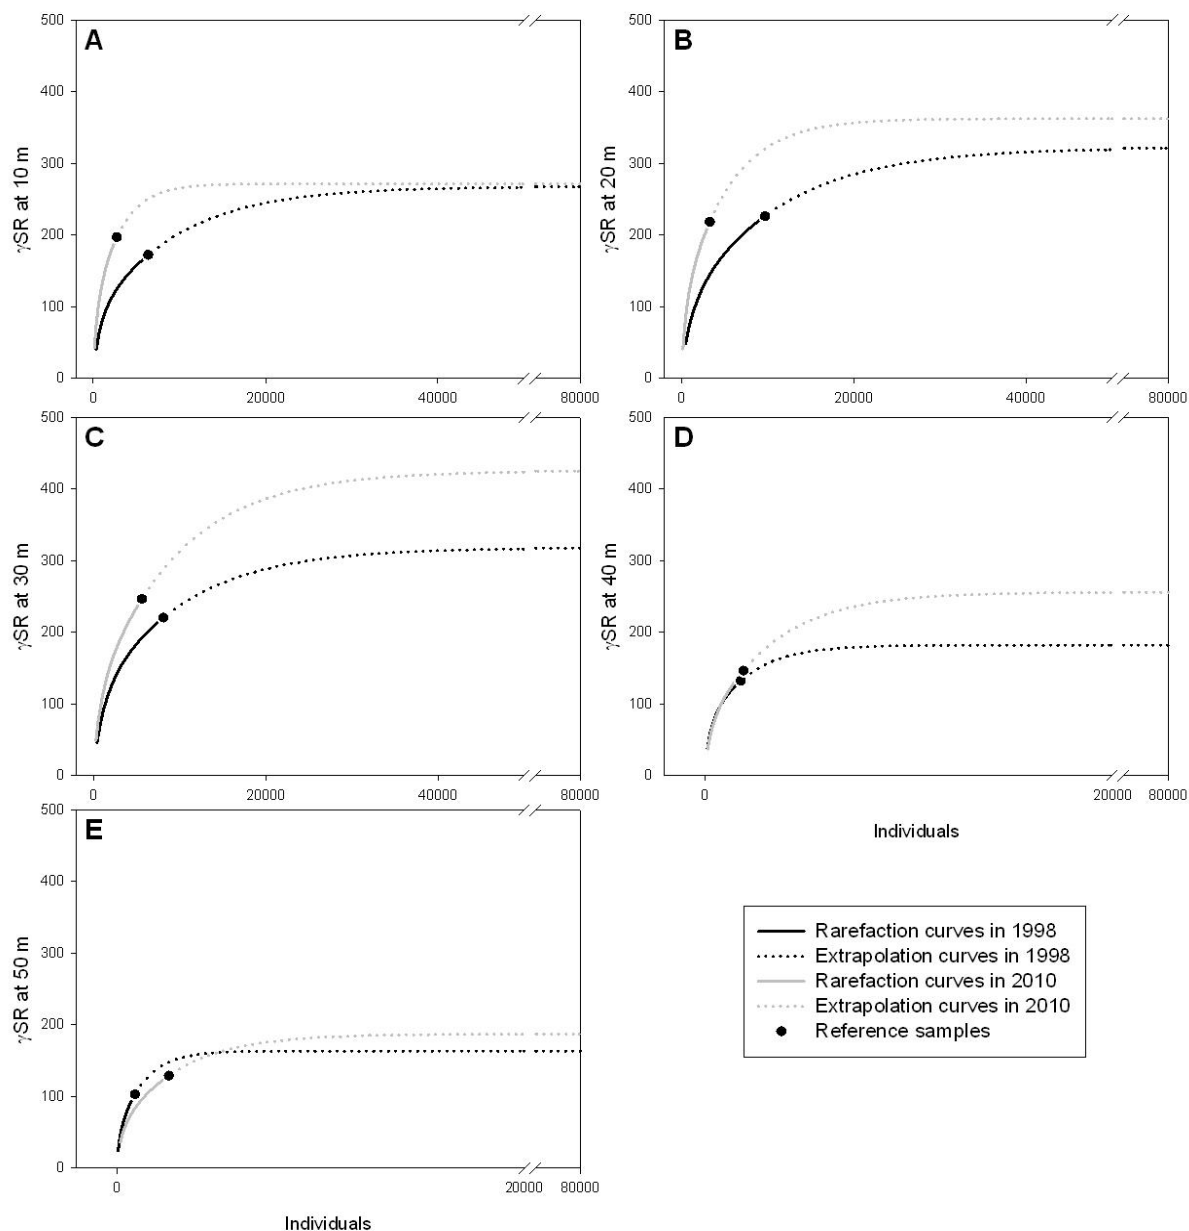 A
γSR at 10 m
500
400
300
200
100
0
0
20000
40000
80000
B
γSR at 20 m
500
400
300
200
100
0
0
20000
40000
80000
C
γSR at 30 m
500
400
300
200
100
0
0
20000
40000
80000
D
γSR at 40 m
500
400
300
200
100
0
0
20000
80000
Individuals
E
γSR at 50 m
500
400
300
200
100
0
0
20000
80000
Individuals
Rarefaction curves in 1998
Extrapolation curves in 1998
Rarefaction curves in 2010
Extrapolation curves in 2010
Reference samples